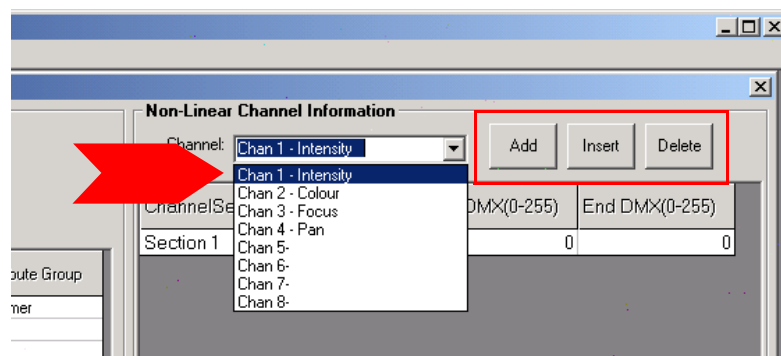 Non-Linear Channel Information
Channel: Chan 1 - Intensity
Add Insert Delete
Chan 1 - Intensity
Chan 2 - Colour
Chan 3 - Focus
Chan 4 - Pan
Chan 5-
Chan 6-
Chan 7-
Chan 8-
ChannelSe DMX(0-255) End DMX(0-255)
Section 1 0 0
oute Group
mer